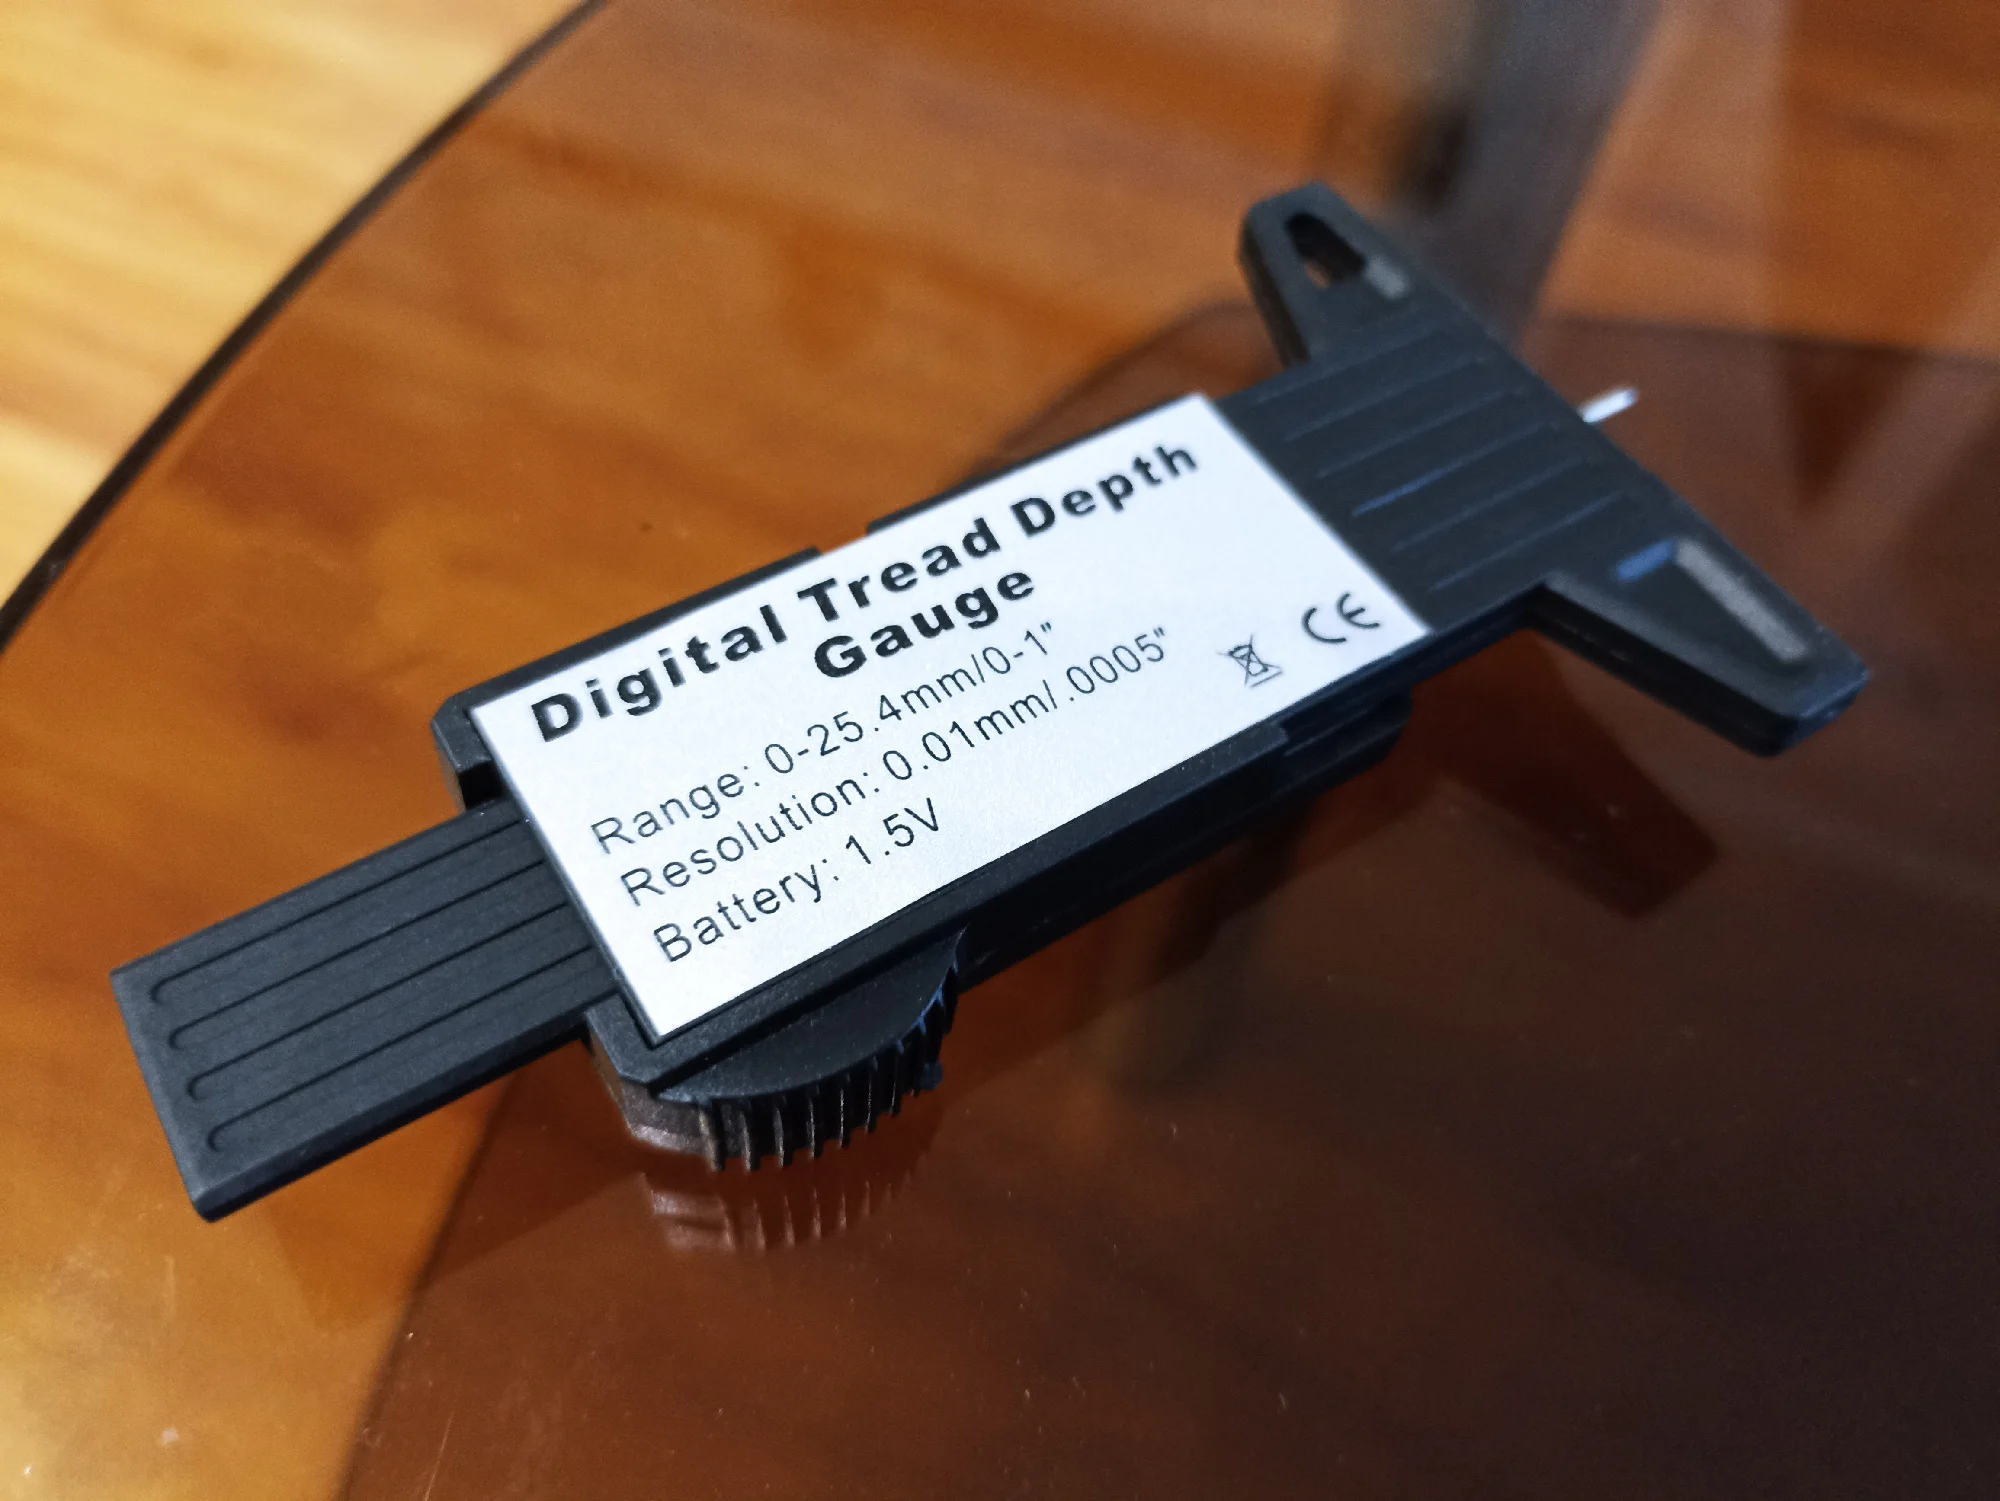 Digital Tread Depth
Gauge
Range: 0-25.4mm/0-1"
Resolution: 0.01mm/.0005"
Battery: 1.5V
CE